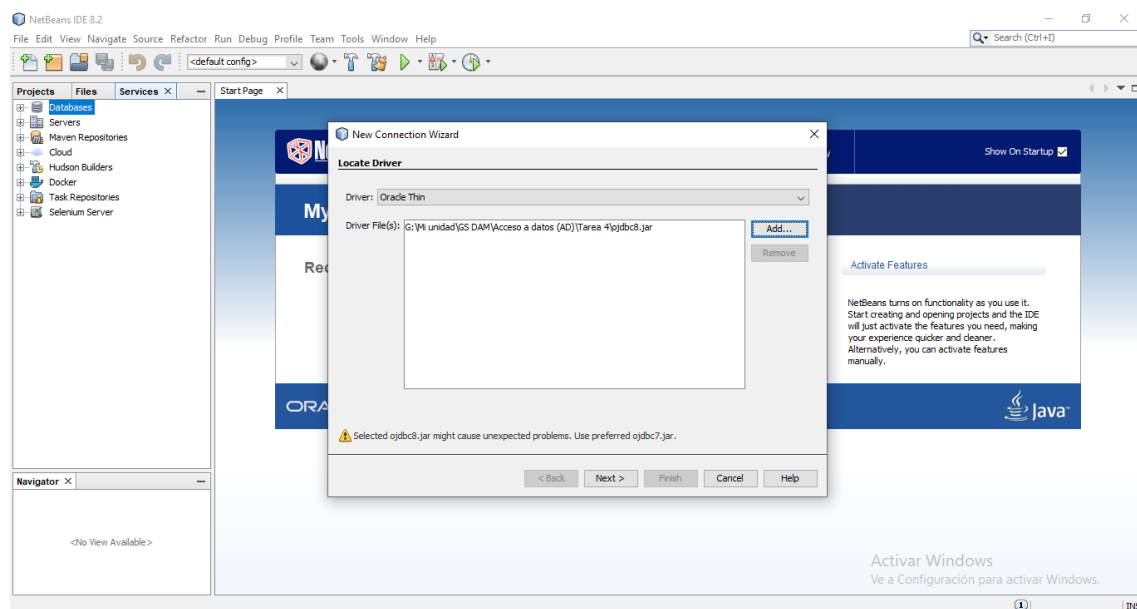 NetBeans IDE 8.2
File Edit View Navigate Source Refactor Run Debug Profile Team Tools Window Help
Search (Ctrl+I)
<default config>
Projects Files Services
Start Page
Databases
Servers
Maven Repositories
Cloud
Hudson Builders
Docker
Task Repositories
Selenium Server
Show On Startup
My
Activate Features
NetBeans turns on functionality as you use it.
Start creating and opening projects and the IDE
will just activate the features you need, making
your experience quicker and cleaner.
Alternatively, you can activate features
manually.
Java
New Connection Wizard
Locate Driver
Driver: Oracle Thin
Driver File(s): G:\Mi unidad\GS DAM\Acceso a datos (AD)\Tarea 4\ojdbc8.jar
Add...
Remove
Selected ojdbc8.jar might cause unexpected problems. Use preferred ojdbc7.jar.
< Back Next > Finish Cancel Help
Navigator
<No View Available>
Activar Windows
Ve a Configuración para activar Windows.
1